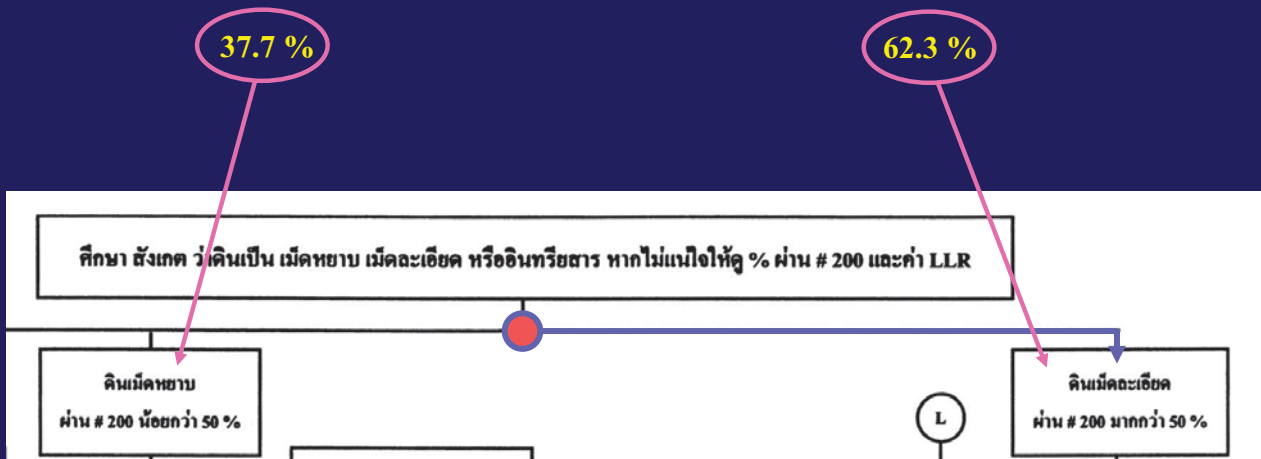 37.7 %
62.3 %
ศึกษา สังเกต ว่าดินเป็น เม็ดหยาบ เม็ดละเอียด หรืออินทรียสาร หากไม่แน่ใจให้ดู % ผ่าน # 200 และค่า LLR
ดินเม็ดหยาบ
ผ่าน # 200 น้อยกว่า 50 %
L
ดินเม็ดละเอียด
ผ่าน # 200 มากกว่า 50 %